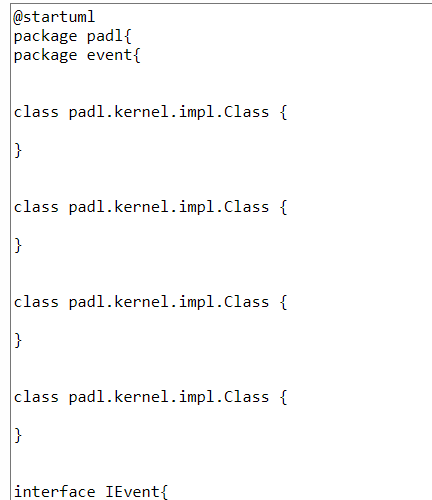 @startuml
package padl{
package event{
class padl.kernel.impl.Class {
}
class padl.kernel.impl.Class {
}
class padl.kernel.impl.Class {
}
class padl.kernel.impl.Class {
}
interface IEvent{